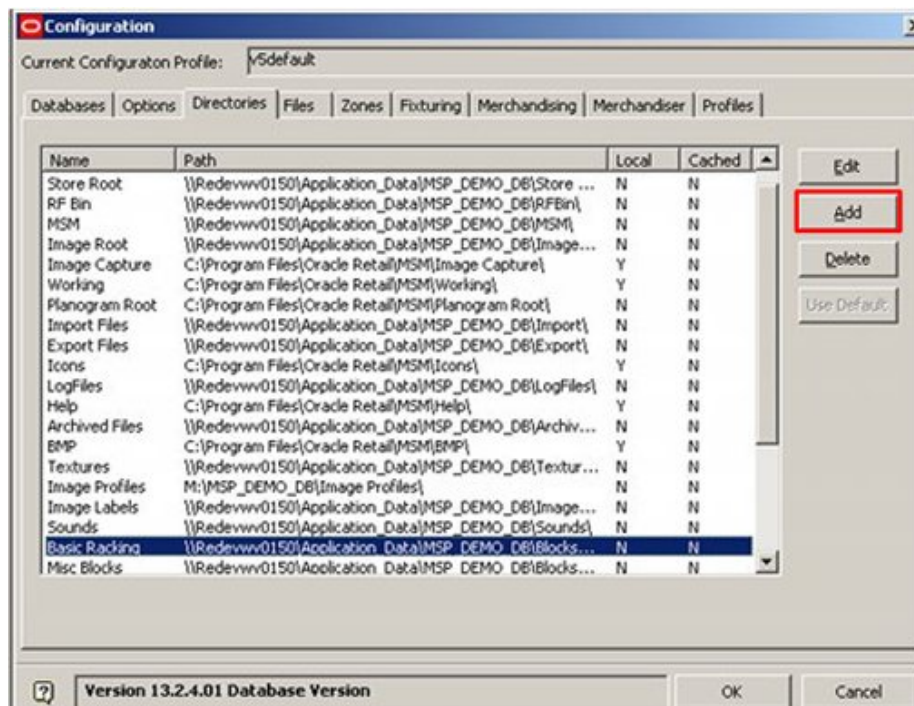 Configuration
Current Configuraton Profile: v5default
Databases Options Directories Files Zones Fixturing Merchandising Merchandiser Profiles
Name Path Local Cached
Store Root \\Redevwv0150\Application_Data\MSP_DEMO_DB\Store ... N N
RF Bin \\Redevwv0150\Application_Data\MSP_DEMO_DB\RFBin\ N N
MSM \\Redevwv0150\Application_Data\MSP_DEMO_DB\MSM\ N N
Image Root \\Redevwv0150\Application_Data\MSP_DEMO_DB\Image... N N
Image Capture C:\Program Files\Oracle Retail\MSM\Image Capture\ Y N
Working C:\Program Files\Oracle Retail\MSM\Working\ Y N
Planogram Root C:\Program Files\Oracle Retail\MSM\Planogram Root\ N N
Import Files \\Redevwv0150\Application_Data\MSP_DEMO_DB\Import\ N N
Export Files \\Redevwv0150\Application_Data\MSP_DEMO_DB\Export\ N N
Icons C:\Program Files\Oracle Retail\MSM\Icons\ Y N
LogFiles \\Redevwv0150\Application_Data\MSP_DEMO_DB\LogFiles\ N N
Help C:\Program Files\Oracle Retail\MSM\Help\ Y N
Archived Files \\Redevwv0150\Application_Data\MSP_DEMO_DB\Archiv... N N
BMP C:\Program Files\Oracle Retail\MSM\BMP\ Y N
Textures \\Redevwv0150\Application_Data\MSP_DEMO_DB\Textur... N N
Image Profiles M:\MSP_DEMO_DB\Image Profiles\ N N
Image Labels \\Redevwv0150\Application_Data\MSP_DEMO_DB\Image... N N
Sounds \\Redevwv0150\Application_Data\MSP_DEMO_DB\Sounds\ N N
Basic Racking \\Redevwv0150\Application_Data\MSP_DEMO_DB\Blocks... N N
Misc Blocks \\Redevwv0150\Application_Data\MSP_DEMO_DB\Blocks... N N
Edit
Add
Delete
Use Default
Version 13.2.4.01 Database Version
OK Cancel